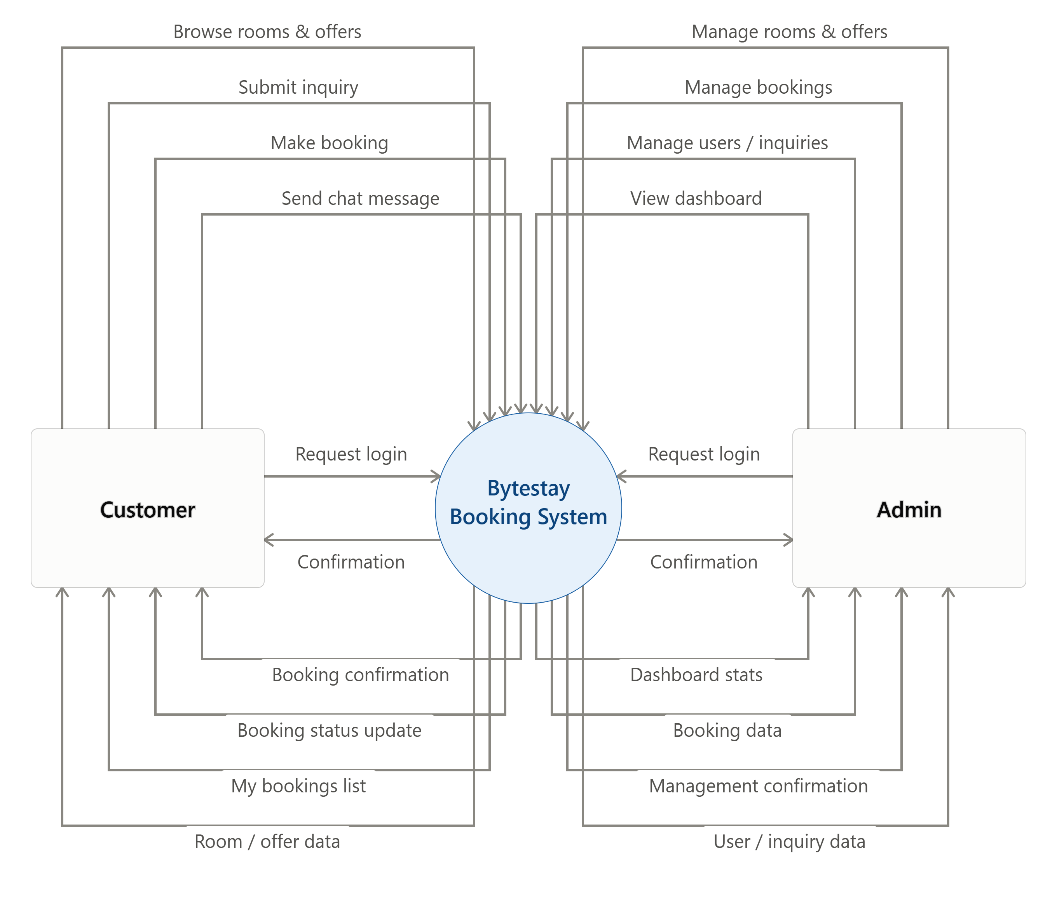 Browse rooms & offers
Manage rooms & offers
Submit inquiry
Manage bookings
Make booking
Manage users / inquiries
Send chat message
View dashboard
Request login
Request login
Customer
Bytestay
Booking System
Admin
Confirmation
Confirmation
Booking confirmation
Dashboard stats
Booking status update
Booking data
My bookings list
Management confirmation
Room / offer data
User / inquiry data